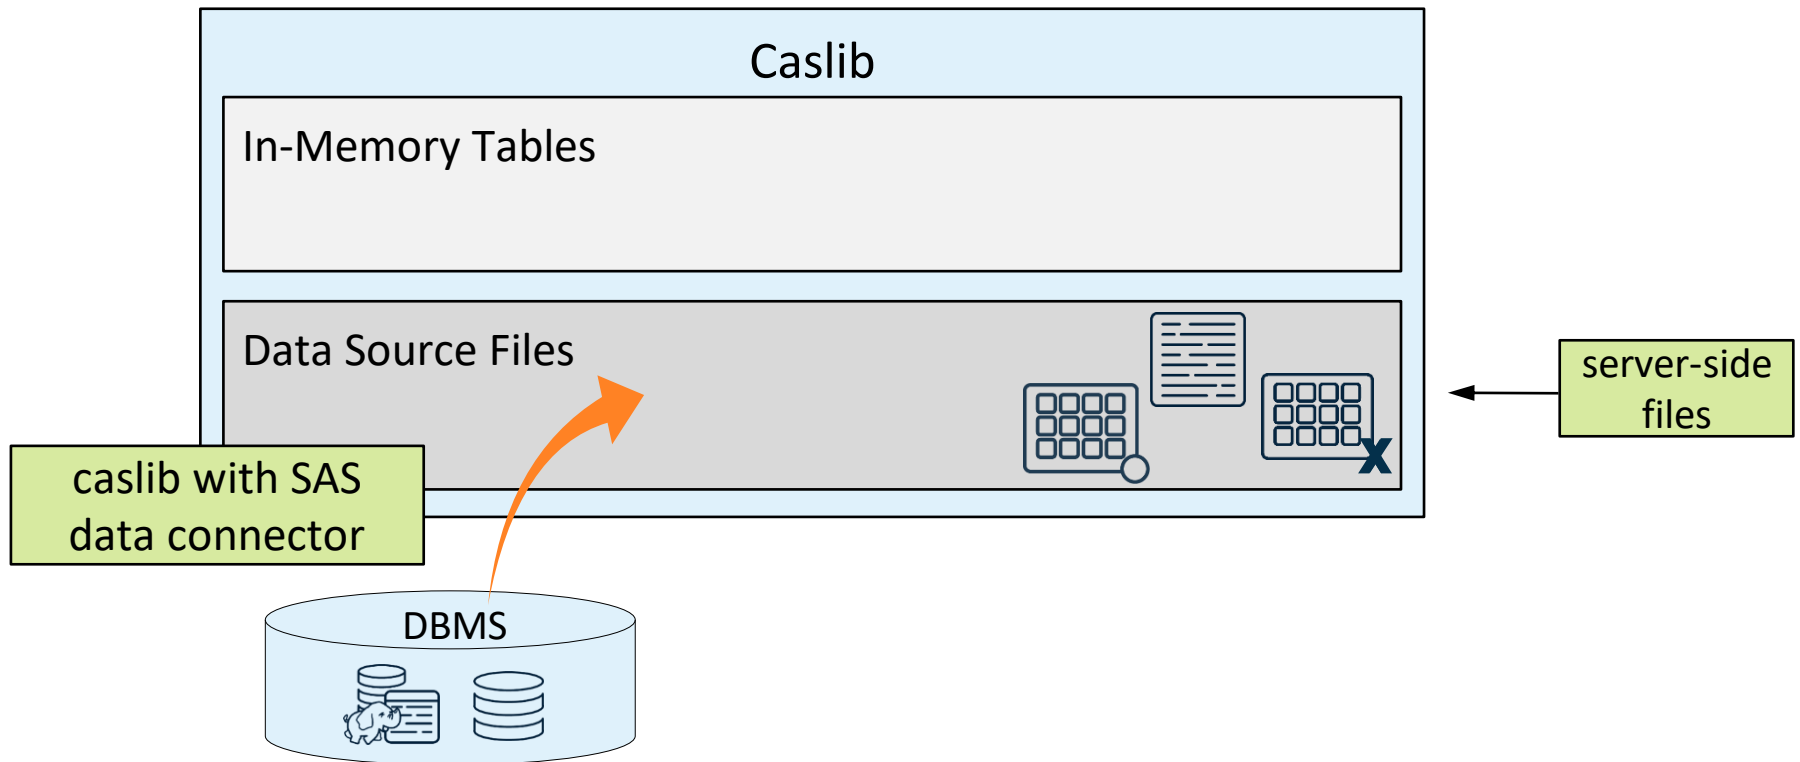 Caslib
In-Memory Tables
Data Source Files
server-side
files
caslib with SAS
data connector
DBMS
X